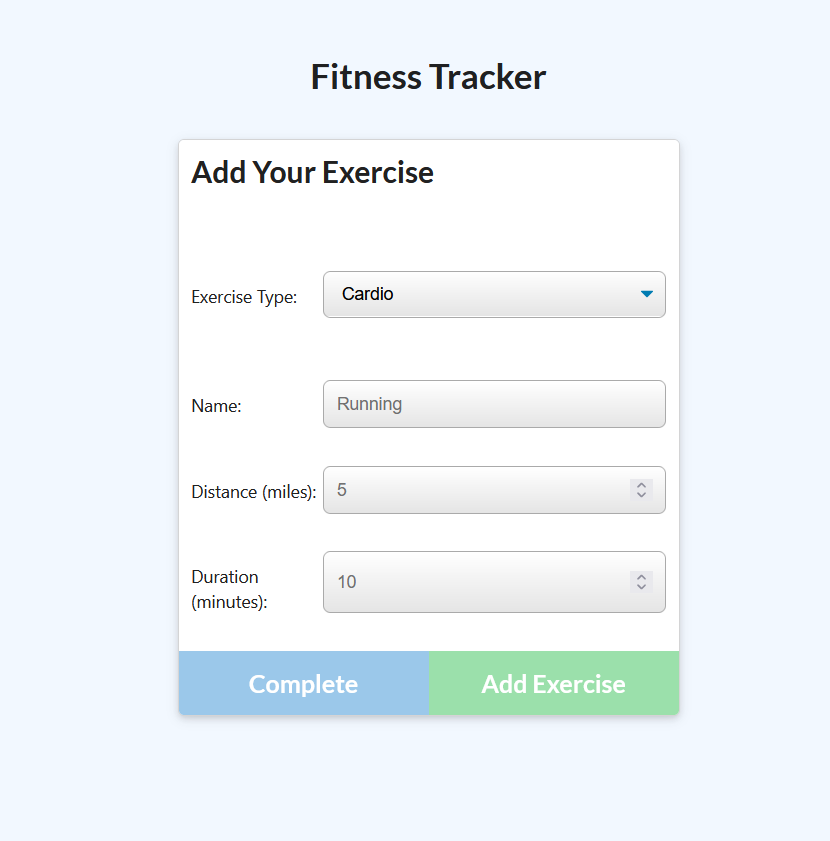 Fitness Tracker
Add Your Exercise
Exercise Type: Cardio
Name: Running
Distance (miles): 5
Duration (minutes): 10
Complete Add Exercise